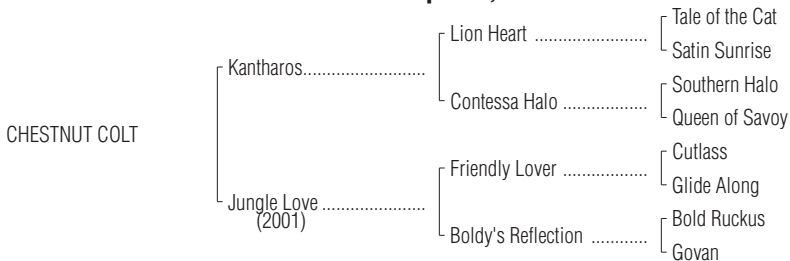 Tale of the Cat
Lion Heart ........................
Satin Sunrise
Kantharos..........................
Southern Halo
Contessa Halo ..................
Queen of Savoy
CHESTNUT COLT
Cutlass
Friendly Lover ..................
Glide Along
Jungle Love ......................
(2001)
Bold Ruckus
Boldy's Reflection ............
Govan